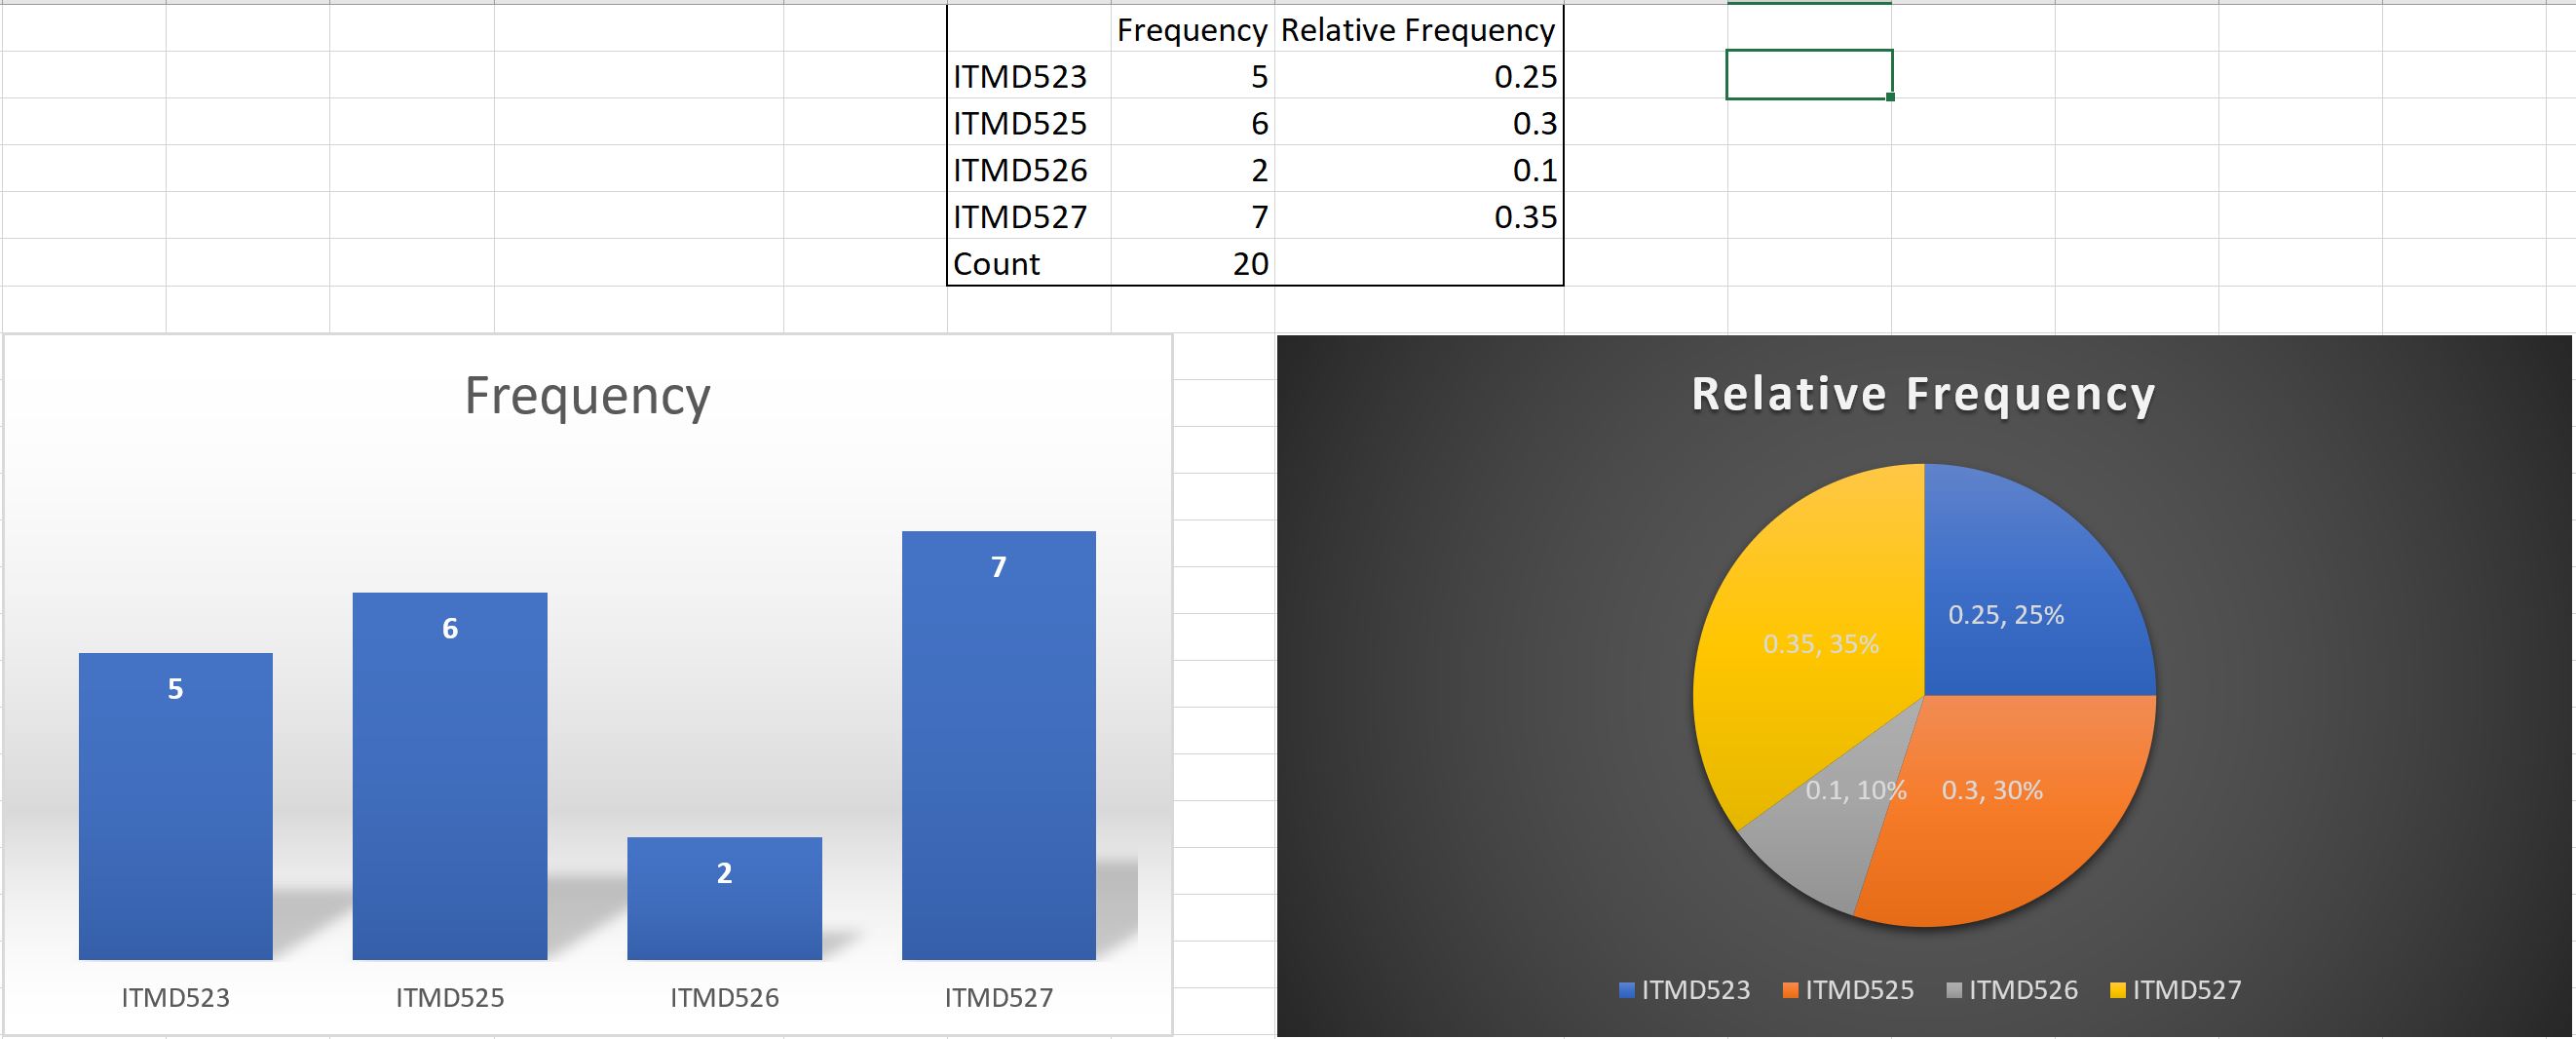 Frequency Relative Frequency
ITMD523 5 0.25
ITMD525 6 0.3
ITMD526 2 0.1
ITMD527 7 0.35
Count 20
Frequency
7
6
5
2
ITMD523 ITMD525 ITMD526 ITMD527
Relative Frequency
0.25, 25%
0.35, 35%
0.1, 10% 0.3, 30%
ITMD523 ITMD525 ITMD526 ITMD527